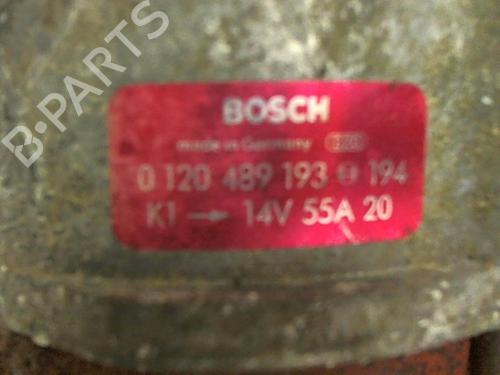 B-PARTS
BOSCH
made in Germany
0 120 489 193 194
K1 → 14V 55A 20